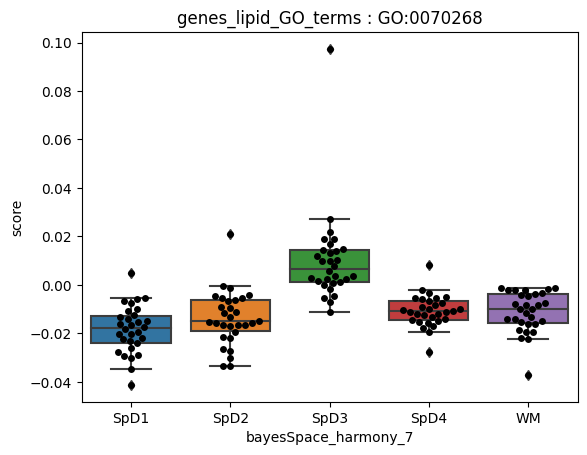 genes_lipid_GO_terms : GO:0070268
0.10
0.08
0.06
0.04
0.02
0.00
−0.02
−0.04
score
SpD1 SpD2 SpD3 SpD4 WM
bayesSpace_harmony_7